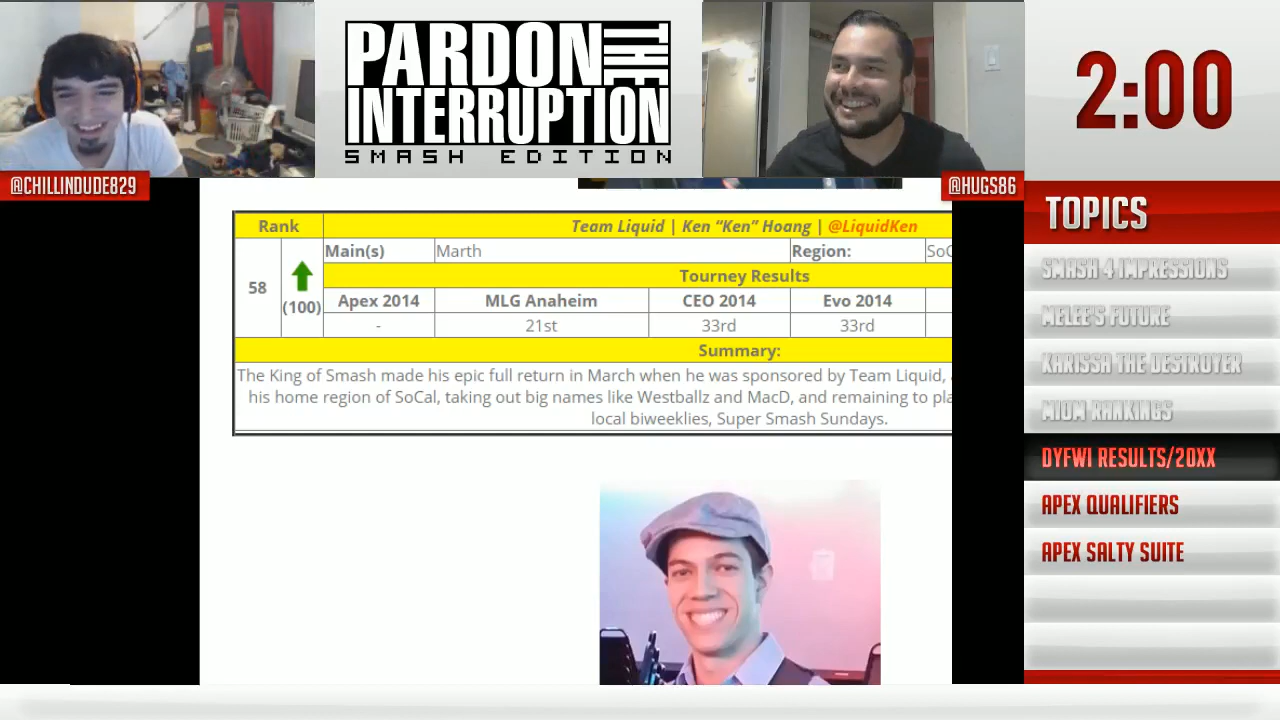 PARDON THE
INTERRUPTION
SMASH EDITION
2:00
@CHILLINDUDE829
@HUGS86
TOPICS
SMASH 4 IMPRESSIONS
MELEE'S FUTURE
KARISSA THE DESTROYER
MIOM RANKINGS
DYFWI RESULTS/20XX
APEX QUALIFIERS
APEX SALTY SUITE
Rank
Team Liquid | Ken “Ken” Hoang | @LiquidKen
58
(100)
Main(s)
Marth
Region:
SoC
Tourney Results
Apex 2014
MLG Anaheim
CEO 2014
Evo 2014
-
21st
33rd
33rd
Summary:
The King of Smash made his epic full return in March when he was sponsored by Team Liquid,
his home region of SoCal, taking out big names like Westballz and MacD, and remaining to pla
local biweeklies, Super Smash Sundays.